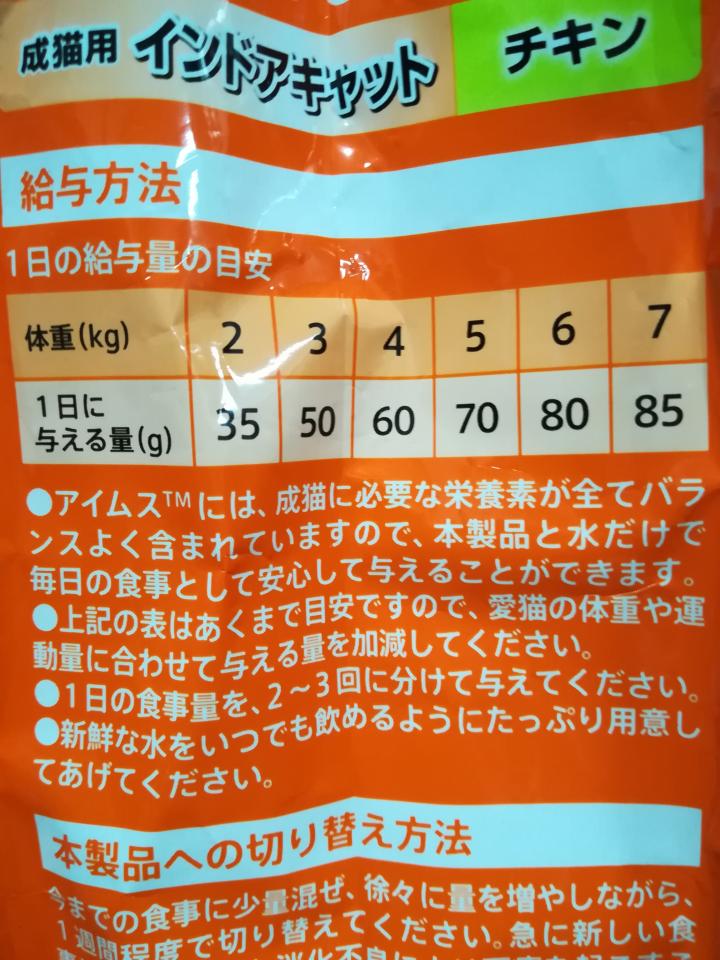 成猫用 インドアキャット チキン
給与方法
1日の給与量の目安
体重(kg) 2 3 4 5 6 7
1日に
与える量(g) 35 50 60 70 80 85
●アイムス™には、成猫に必要な栄養素が全てバラ
ンスよく含まれていますので、本製品と水だけで
毎日の食事として安心して与えることができます。
●上記の表はあくまで目安ですので、愛猫の体重や運
動量に合わせて与える量を加減してください。
●1日の食事量を、2～3回に分けて与えてください。
●新鮮な水をいつでも飲めるようにたっぷり用意し
てあげてください。
本製品への切り替え方法
今までの食事に少量混ぜ、徐々に量を増やしながら、
1週間程度で切り替えてください。急に新しい食